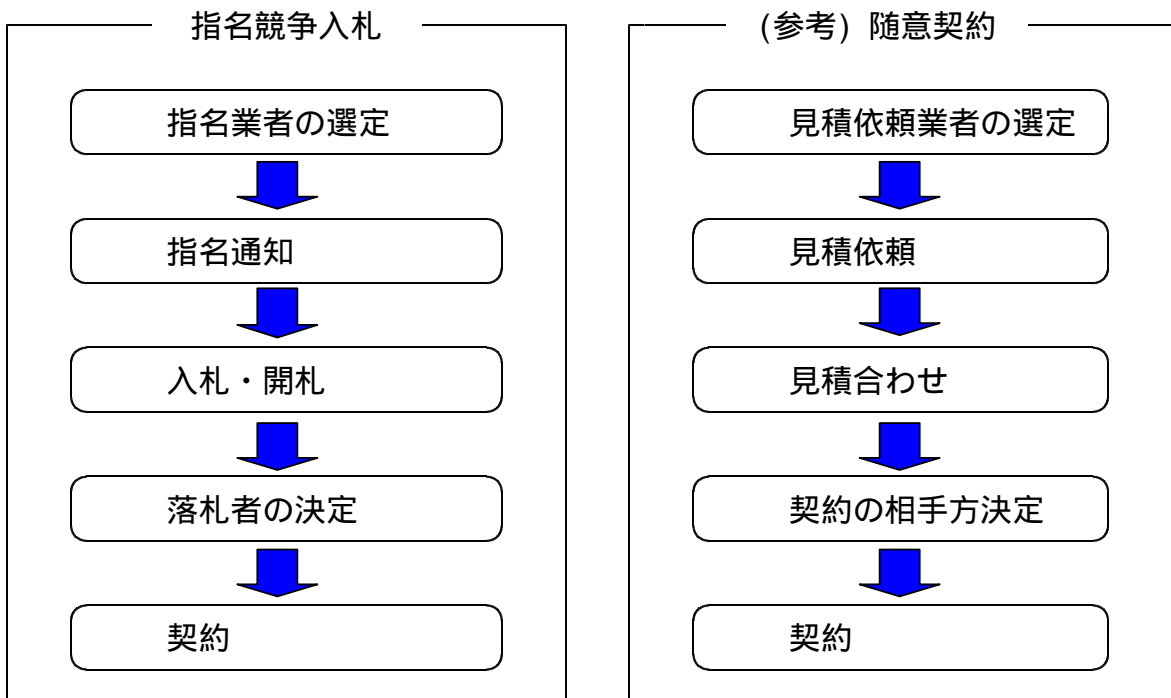 指名競争入札
指名業者の選定
指名通知
入札・開札
落札者の決定
契約
(参考) 随意契約
見積依頼業者の選定
見積依頼
見積合わせ
契約の相手方決定
契約